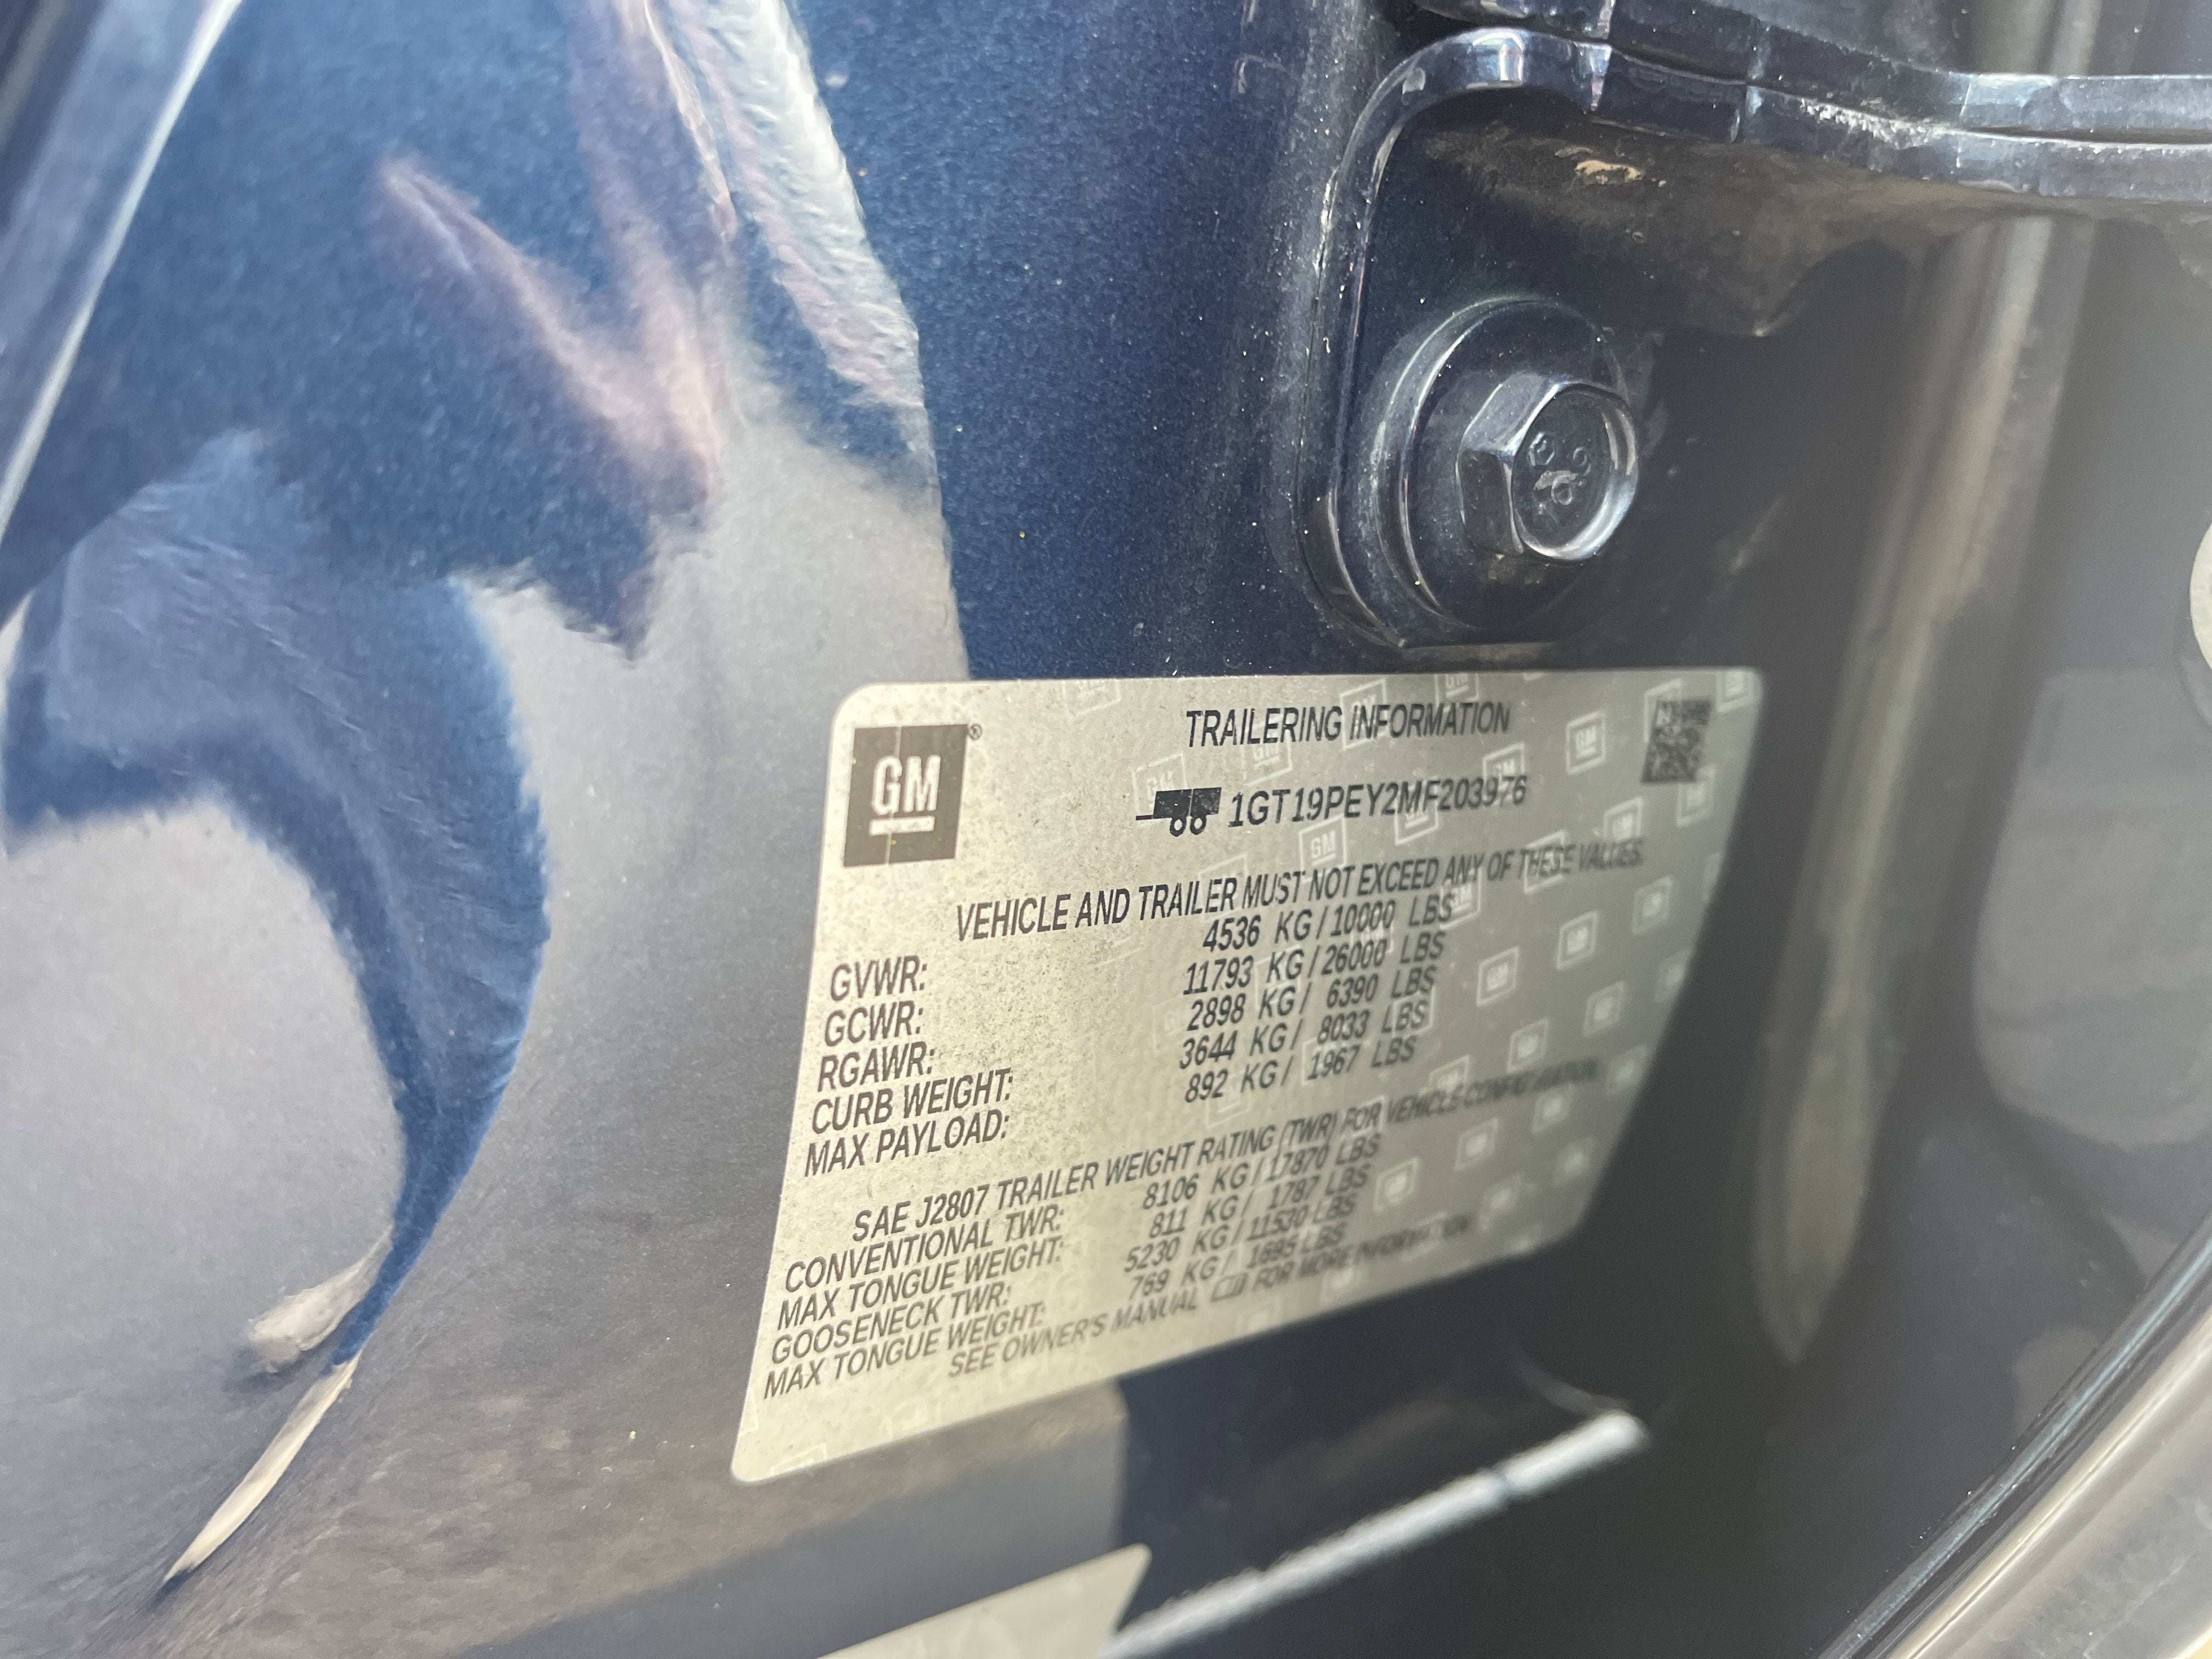 GM®
TRAILERING INFORMATION
1GT19PEY2MF203976
VEHICLE AND TRAILER MUST NOT EXCEED ANY OF THESE VALUES.
GVWR: 4536 KG / 10000 LBS
GCWR: 11793 KG / 26000 LBS
RGAWR: 2898 KG / 6390 LBS
CURB WEIGHT: 3644 KG / 8033 LBS
MAX PAYLOAD: 892 KG / 1967 LBS
SAE J2807 TRAILER WEIGHT RATING (TWR) FOR VEHICLE CONFIGURATION
CONVENTIONAL TWR: 8106 KG / 17870 LBS
MAX TONGUE WEIGHT: 811 KG / 1787 LBS
GOOSENECK TWR: 5230 KG / 11530 LBS
MAX TONGUE WEIGHT: 769 KG / 1695 LBS
SEE OWNER'S MANUAL FOR MORE INFORMATION